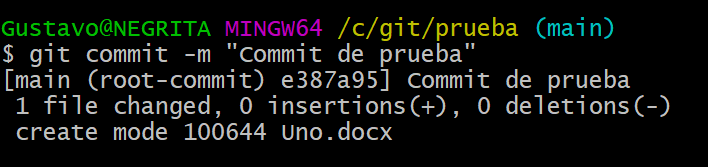 Gustavo@NEGRITA MINGW64 /c/git/prueba (main)
$ git commit -m "Commit de prueba"
[main (root-commit) e387a95] Commit de prueba
 1 file changed, 0 insertions(+), 0 deletions(-)
 create mode 100644 Uno.docx